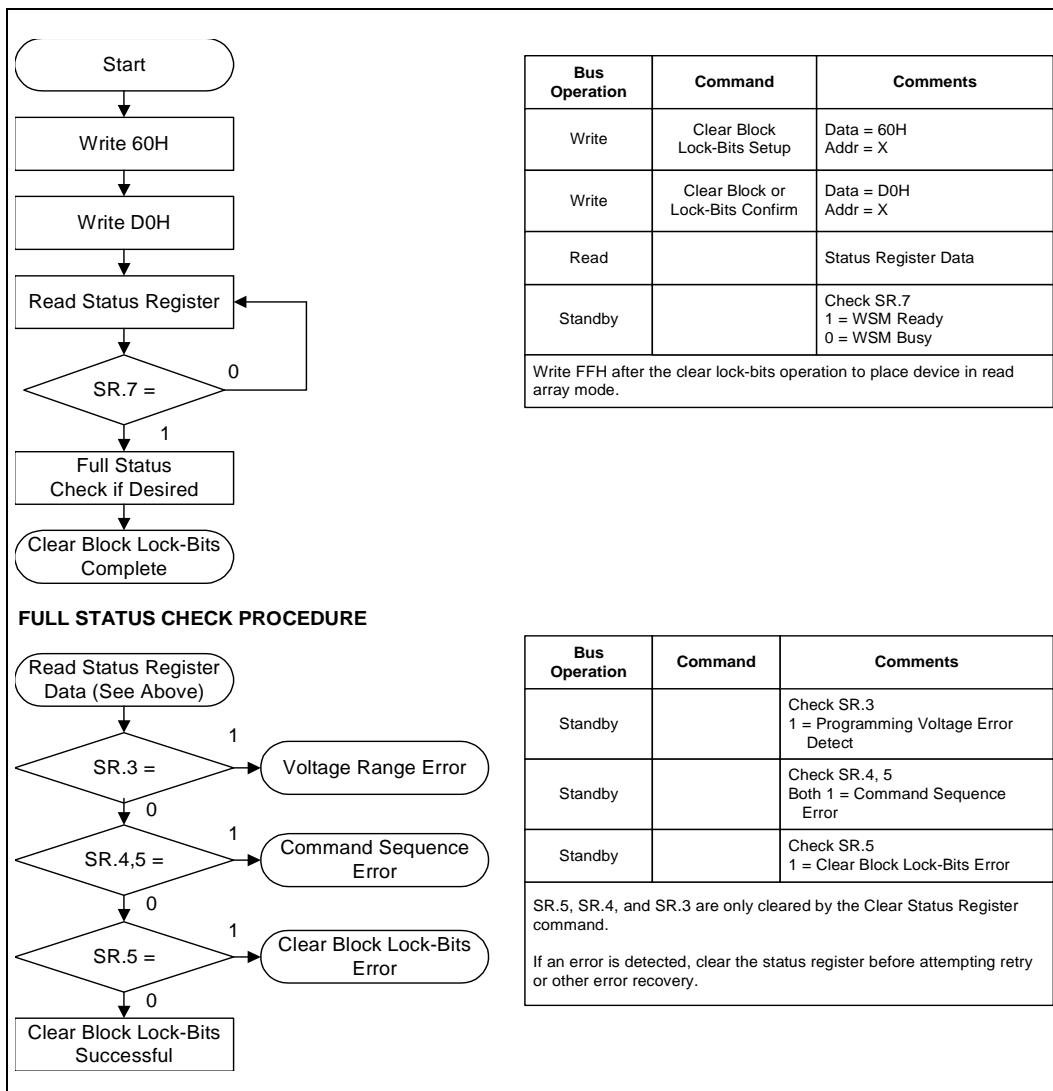 Start
Write 60H
Write D0H
Read Status Register
SR.7 =
0
1
Full Status
Check if Desired
Clear Block Lock-Bits
Complete
Bus
Operation
Command
Comments
Write
Clear Block
Lock-Bits Setup
Data = 60H
Addr = X
Write
Clear Block or
Lock-Bits Confirm
Data = D0H
Addr = X
Read
Status Register Data
Standby
Check SR.7
1 = WSM Ready
0 = WSM Busy
Write FFH after the clear lock-bits operation to place device in read
array mode.
FULL STATUS CHECK PROCEDURE
Read Status Register
Data (See Above)
SR.3 =
1
Voltage Range Error
0
SR.4,5 =
1
Command Sequence
Error
0
SR.5 =
1
Clear Block Lock-Bits
Error
0
Clear Block Lock-Bits
Successful
Bus
Operation
Command
Comments
Standby
Check SR.3
1 = Programming Voltage Error
Detect
Standby
Check SR.4, 5
Both 1 = Command Sequence
Error
Standby
Check SR.5
1 = Clear Block Lock-Bits Error
SR.5, SR.4, and SR.3 are only cleared by the Clear Status Register
command.
If an error is detected, clear the status register before attempting retry
or other error recovery.